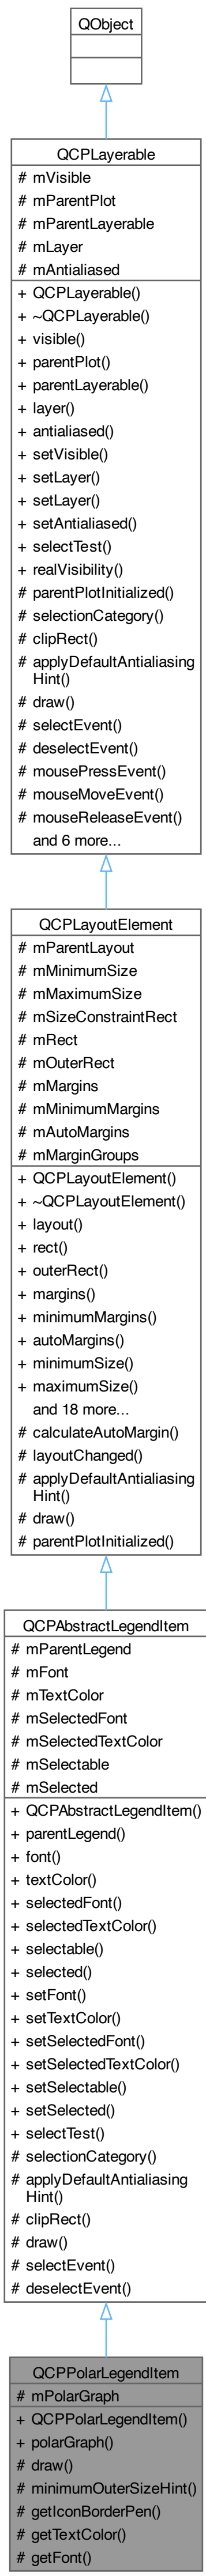 QObject
QCPLayerable
# mVisible
# mParentPlot
# mParentLayerable
# mLayer
# mAntialiased
+ QCPLayerable()
+ ~QCPLayerable()
+ visible()
+ parentPlot()
+ parentLayerable()
+ layer()
+ antialiased()
+ setVisible()
+ setLayer()
+ setLayer()
+ setAntialiased()
+ selectTest()
+ realVisibility()
# parentPlotInitialized()
# selectionCategory()
# clipRect()
# applyDefaultAntialiasing
Hint()
# draw()
# selectEvent()
# deselectEvent()
# mousePressEvent()
# mouseMoveEvent()
# mouseReleaseEvent()
and 6 more...
QCPLayoutElement
# mParentLayout
# mMinimumSize
# mMaximumSize
# mSizeConstraintRect
# mRect
# mOuterRect
# mMargins
# mMinimumMargins
# mAutoMargins
# mMarginGroups
+ QCPLayoutElement()
+ ~QCPLayoutElement()
+ layout()
+ rect()
+ outerRect()
+ margins()
+ minimumMargins()
+ autoMargins()
+ minimumSize()
+ maximumSize()
and 18 more...
# calculateAutoMargin()
# layoutChanged()
# applyDefaultAntialiasing
Hint()
# draw()
# parentPlotInitialized()
QCPAbstractLegendItem
# mParentLegend
# mFont
# mTextColor
# mSelectedFont
# mSelectedTextColor
# mSelectable
# mSelected
+ QCPAbstractLegendItem()
+ parentLegend()
+ font()
+ textColor()
+ selectedFont()
+ selectedTextColor()
+ selectable()
+ selected()
+ setFont()
+ setTextColor()
+ setSelectedFont()
+ setSelectedTextColor()
+ setSelectable()
+ setSelected()
+ selectTest()
# selectionCategory()
# applyDefaultAntialiasing
Hint()
# clipRect()
# draw()
# selectEvent()
# deselectEvent()
QCPPolarLegendItem
# mPolarGraph
+ QCPPolarLegendItem()
+ polarGraph()
# draw()
# minimumOuterSizeHint()
# getIconBorderPen()
# getTextColor()
# getFont()